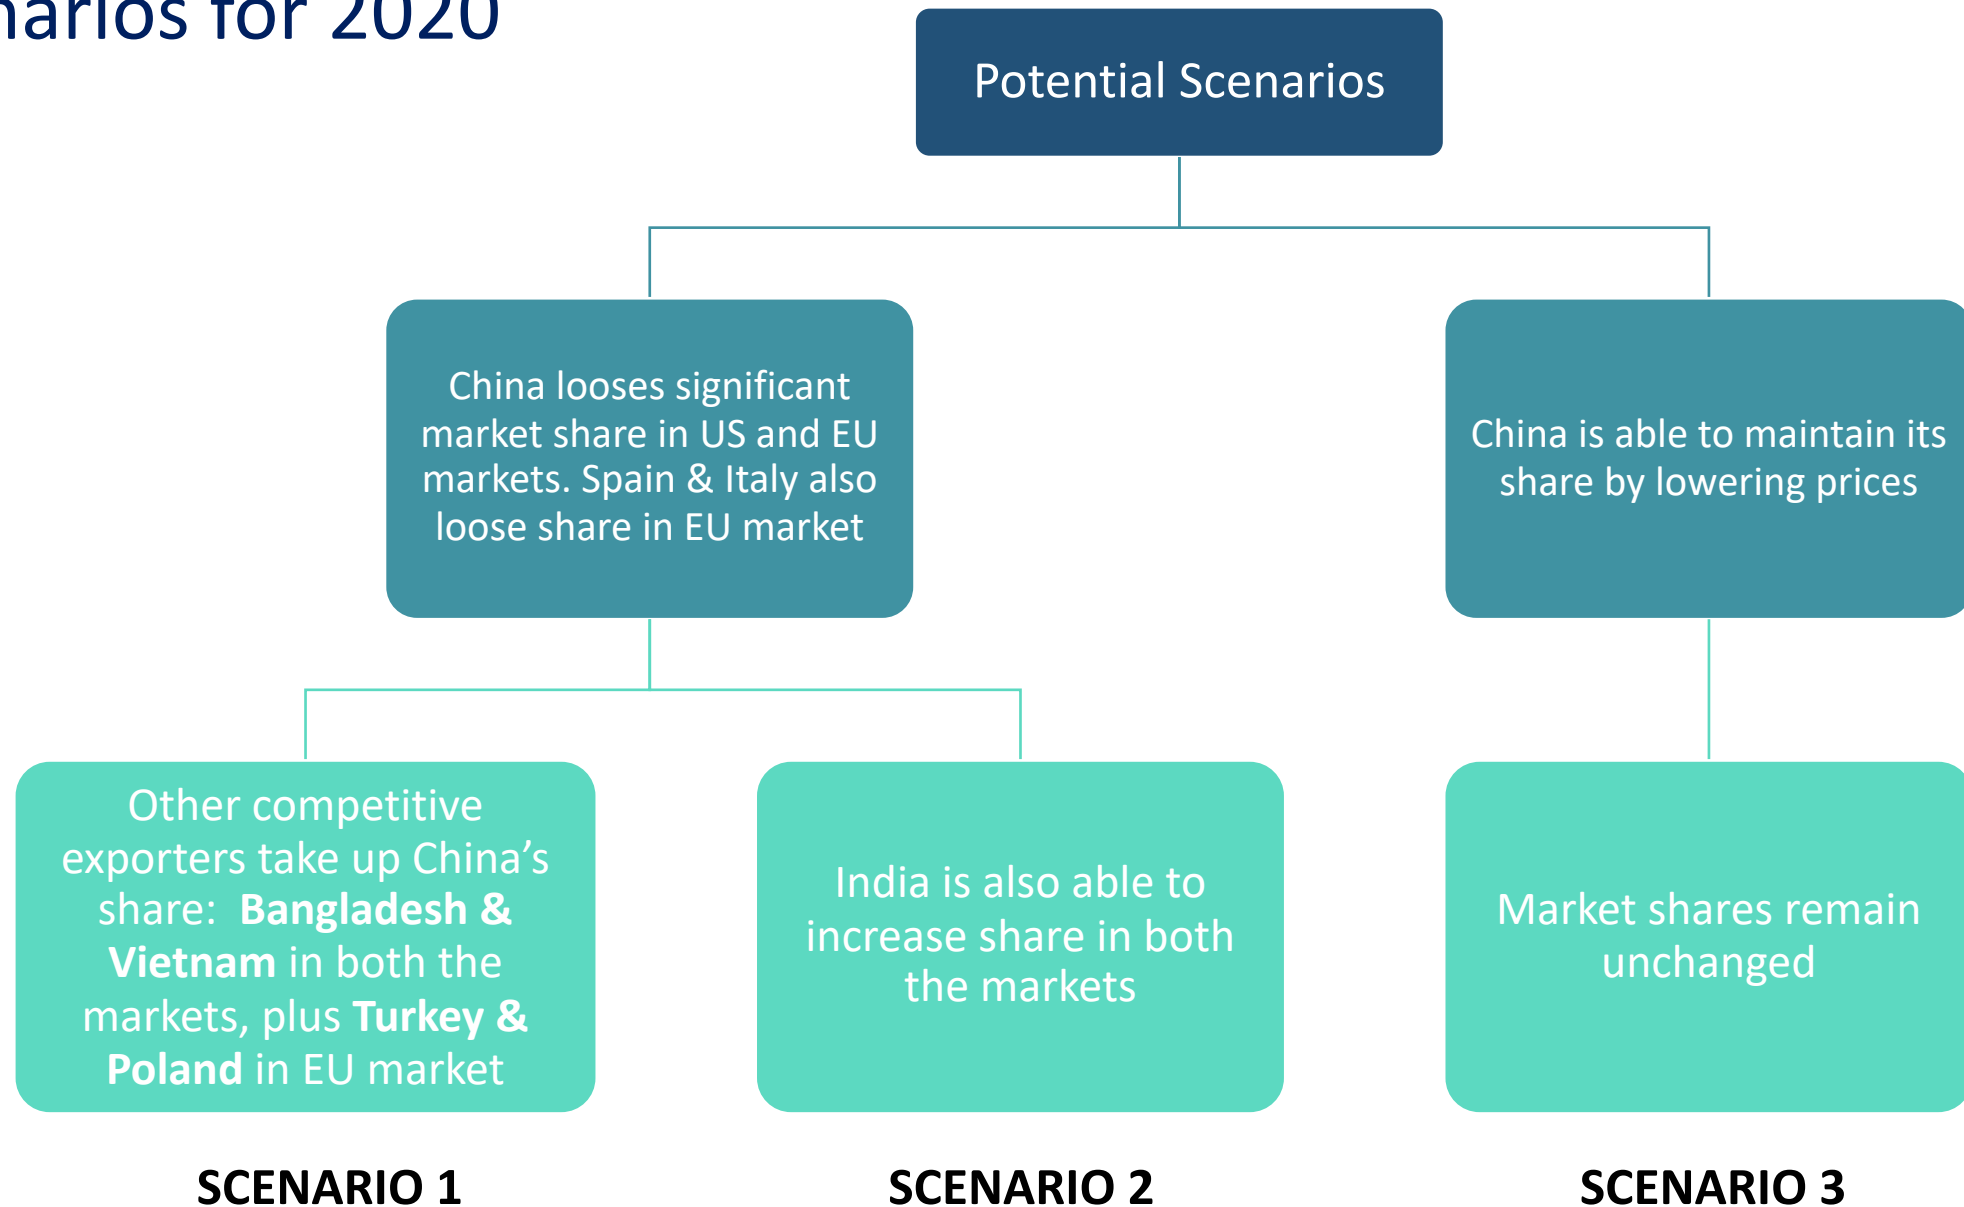 narios for 2020
Potential Scenarios
China looses significant
market share in US and EU
markets. Spain & Italy also
loose share in EU market
China is able to maintain its
share by lowering prices
Other competitive
exporters take up China’s
share: Bangladesh &
Vietnam in both the
markets, plus Turkey &
Poland in EU market
India is also able to
increase share in both
the markets
Market shares remain
unchanged
SCENARIO 1
SCENARIO 2
SCENARIO 3